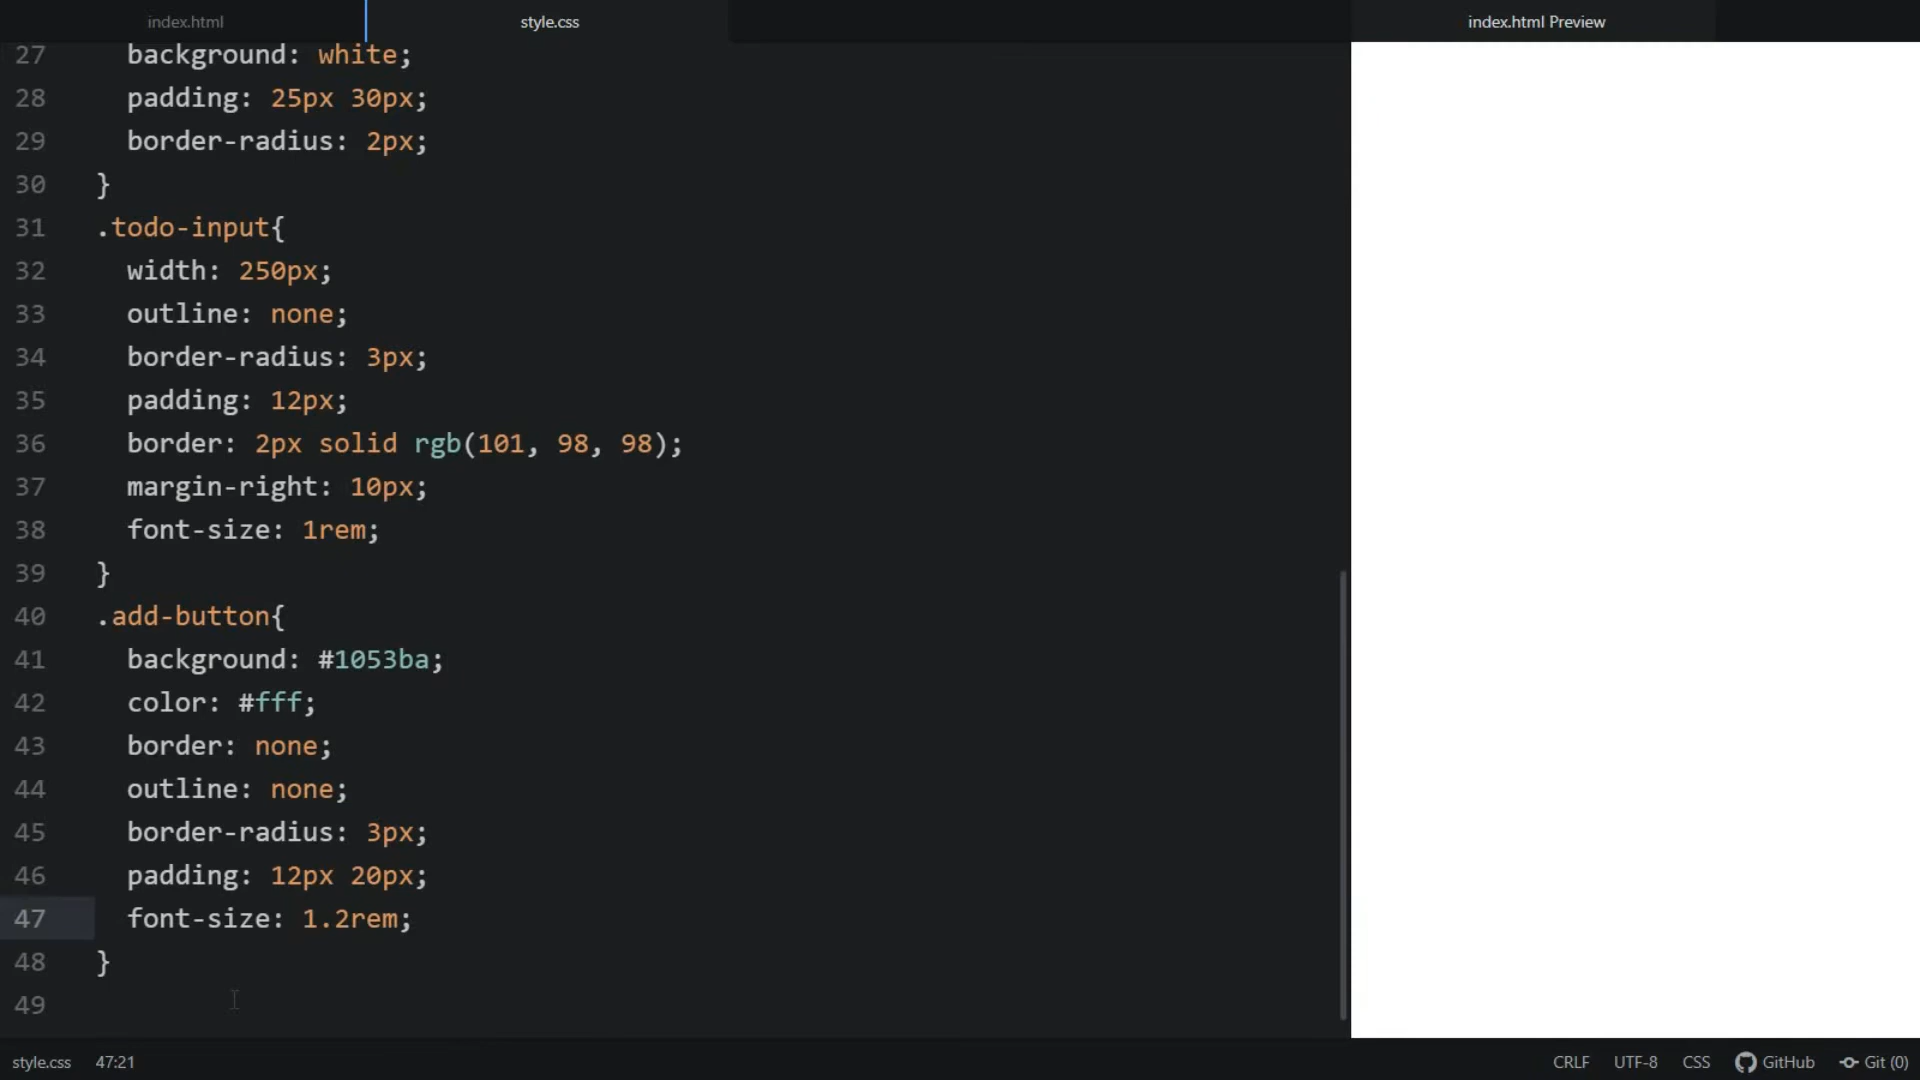 index.html
style.css
index.html Preview
27 background: white;
28 padding: 25px 30px;
29 border-radius: 2px;
30 }
31 .todo-input{
32 width: 250px;
33 outline: none;
34 border-radius: 3px;
35 padding: 12px;
36 border: 2px solid rgb(101, 98, 98);
37 margin-right: 10px;
38 font-size: 1rem;
39 }
40 .add-button{
41 background: #1053ba;
42 color: #fff;
43 border: none;
44 outline: none;
45 border-radius: 3px;
46 padding: 12px 20px;
47 font-size: 1.2rem;
48 }
49
style.css 47:21 CRLF UTF-8 CSS GitHub Git (0)